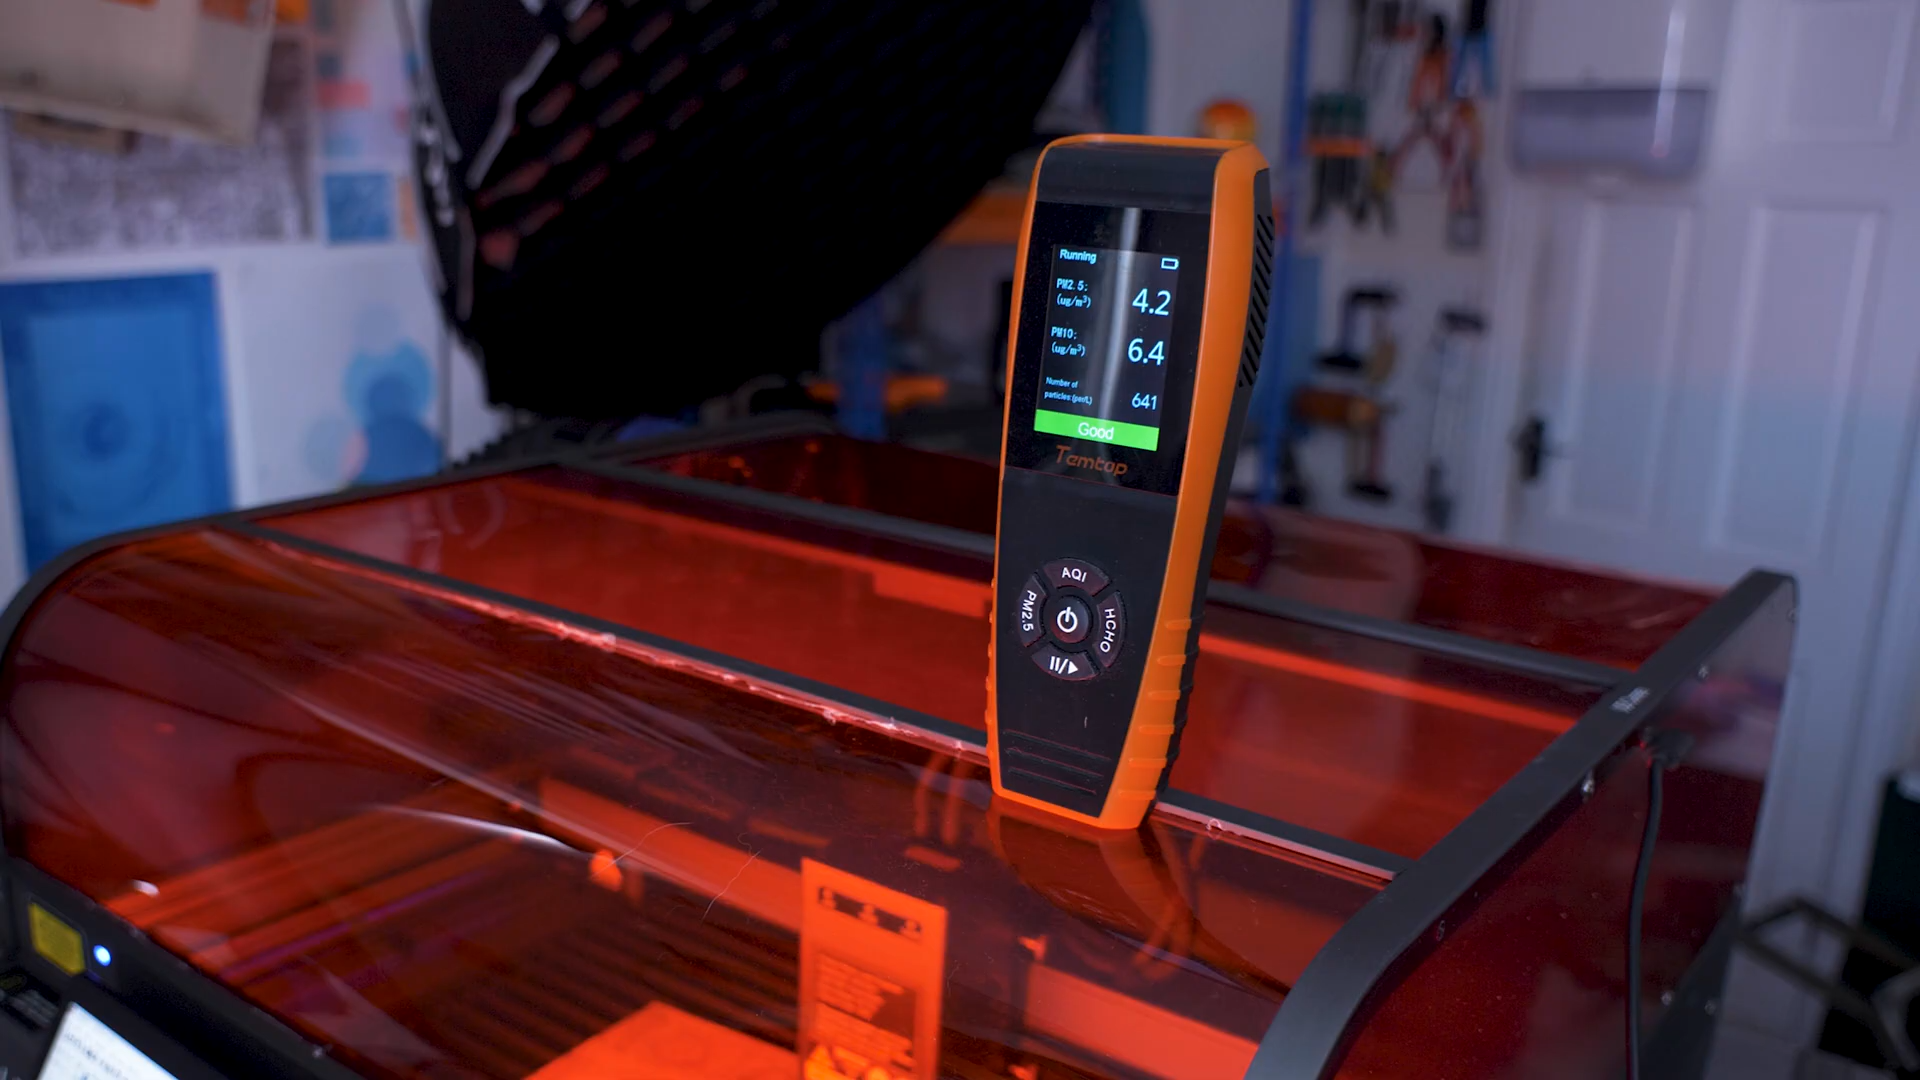 Running
PM2.5: 4.2
(ug/m³)
PM10: 6.4
(ug/m³)
Number of
particles:(per/L) 641
Good
Temtop
AQI
PM2.5
HCHO
II/▶